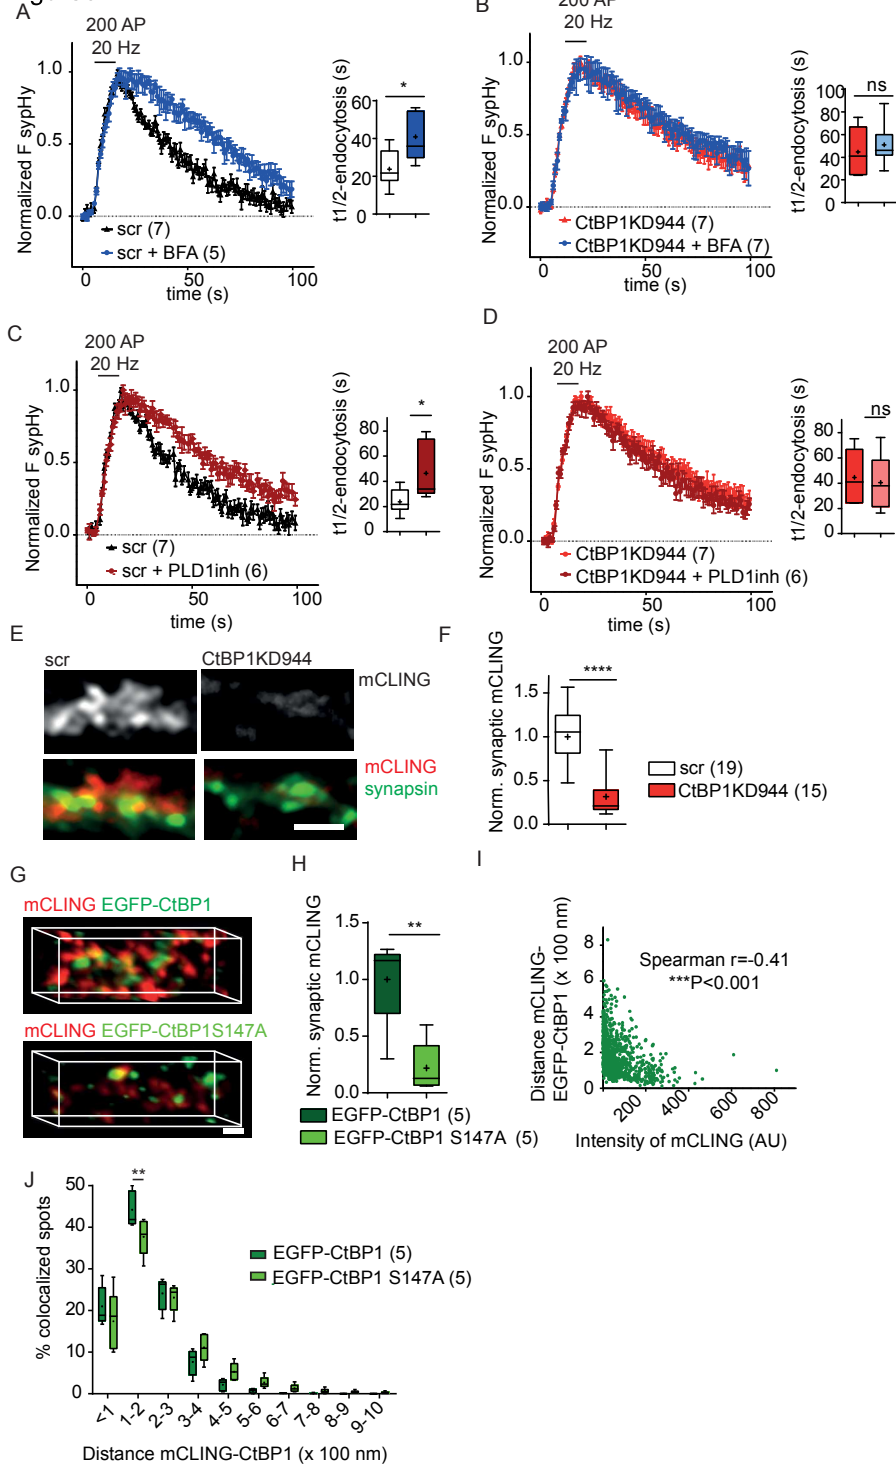 A
200 AP
20 Hz
Normalized F sypHy
1.0
0.5
0.0
scr (7)
scr + BFA (5)
0
50
100
time (s)
t1/2-endocytosis (s)
*
60
40
20
0
B
200 AP
20 Hz
Normalized F sypHy
1.0
0.5
0.0
CtBP1KD944 (7)
CtBP1KD944 + BFA (7)
0
50
100
time (s)
t1/2-endocytosis (s)
ns
100
80
60
40
20
0
C
200 AP
20 Hz
Normalized F sypHy
1.0
0.5
0.0
scr (7)
scr + PLD1inh (6)
0
50
100
time (s)
t1/2-endocytosis (s)
*
80
60
40
20
0
D
200 AP
20 Hz
Normalized F sypHy
1.0
0.5
0.0
CtBP1KD944 (7)
CtBP1KD944 + PLD1inh (6)
0
50
100
time (s)
t1/2-endocytosis (s)
ns
80
60
40
20
0
E
scr
CtBP1KD944
mCLING
mCLING
synapsin
F
Norm. synaptic mCLING
****
1.5
1.0
0.5
0.0
scr (19)
CtBP1KD944 (15)
G
mCLING EGFP-CtBP1
mCLING EGFP-CtBP1S147A
H
Norm. synaptic mCLING
**
1.5
1.0
0.5
0.0
EGFP-CtBP1 (5)
EGFP-CtBP1 S147A (5)
I
Distance mCLING-
EGFP-CtBP1 (x 100 nm)
8
6
4
2
0
Spearman r=-0.41
***P<0.001
200
400
600
800
Intensity of mCLING (AU)
J
% colocalized spots
**
50
40
30
20
10
0
EGFP-CtBP1 (5)
EGFP-CtBP1 S147A (5)
<1
1-2
2-3
3-4
4-5
5-6
6-7
7-8
8-9
9-10
Distance mCLING-CtBP1 (x 100 nm)